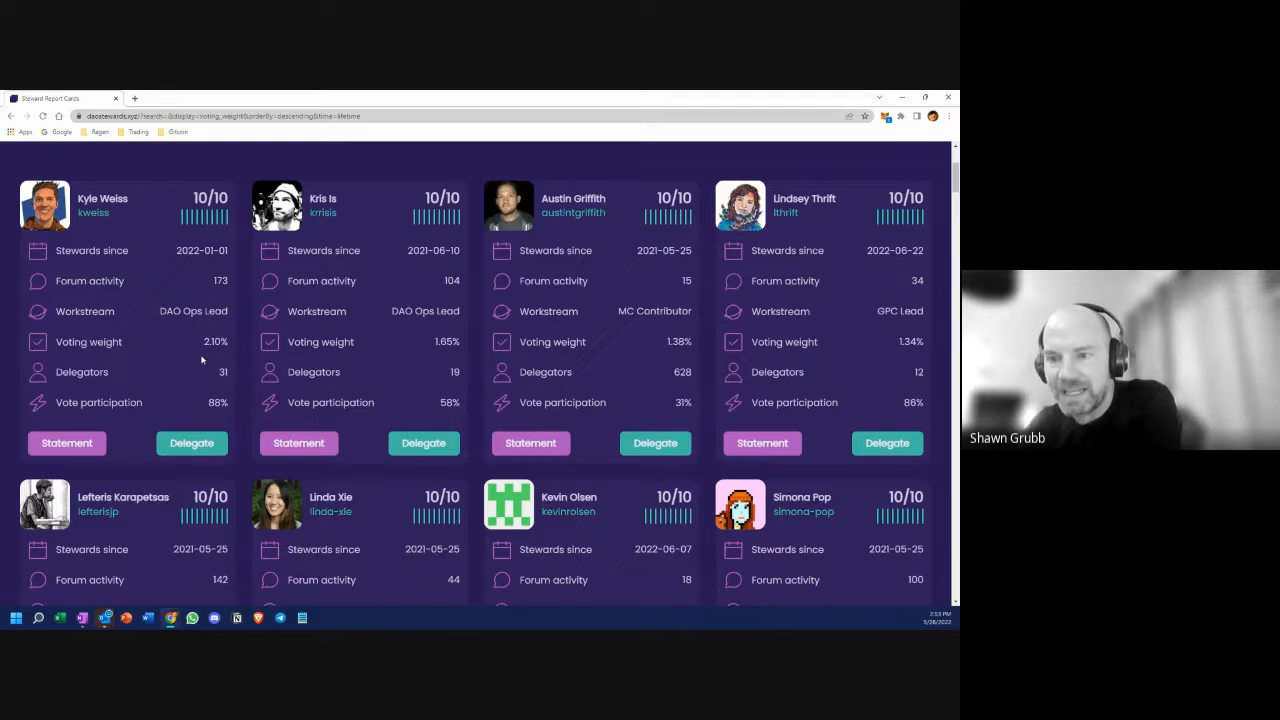 Steward Report Cards
daostewards.xyz/?search=&display=voting_weight&orderBy=descending&time=lifetime
Apps Google Regen Trading Gitcoin
Kyle Weiss 10/10
kweiss
Stewards since 2022-01-01
Forum activity 173
Workstream DAO Ops Lead
Voting weight 2.10%
Delegators 31
Vote participation 88%
Statement Delegate
Kris Is 10/10
krrisis
Stewards since 2021-06-10
Forum activity 104
Workstream DAO Ops Lead
Voting weight 1.65%
Delegators 19
Vote participation 58%
Statement Delegate
Austin Griffith 10/10
austintgriffith
Stewards since 2021-05-25
Forum activity 15
Workstream MC Contributor
Voting weight 1.38%
Delegators 628
Vote participation 31%
Statement Delegate
Lindsey Thrift 10/10
lthrift
Stewards since 2022-06-22
Forum activity 34
Workstream GPC Lead
Voting weight 1.34%
Delegators 12
Vote participation 86%
Statement Delegate
Lefteris Karapetsas 10/10
lefterisjp
Stewards since 2021-05-25
Forum activity 142
Linda Xie 10/10
linda-xie
Stewards since 2021-05-25
Forum activity 44
Kevin Olsen 10/10
kevinrolsen
Stewards since 2022-06-07
Forum activity 18
Simona Pop 10/10
simona-pop
Stewards since 2021-05-25
Forum activity 100
2:53 PM
Shawn Grubb